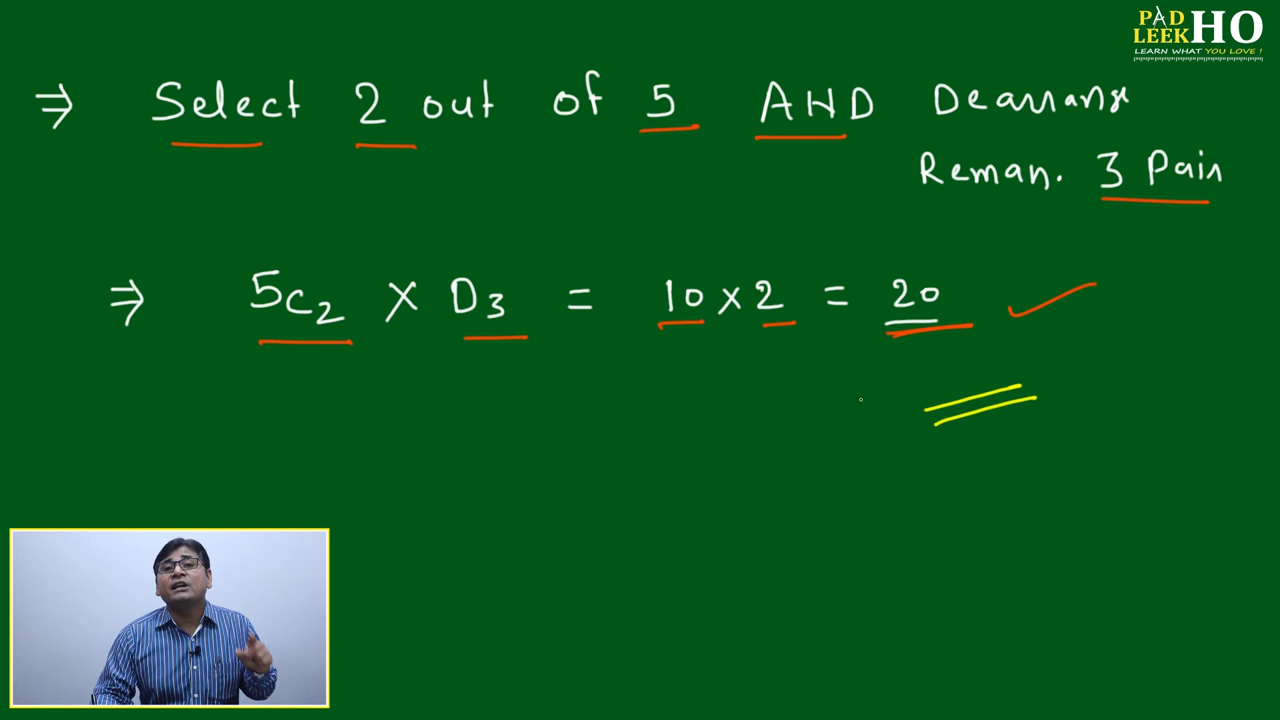 PAD
LEEK HO
LEARN WHAT YOU LOVE !
⇒ Select 2 out of 5 AND Dearrange
Reman. 3 Pair
⇒ 5C2 X D3 = 10 x 2 = 20 ✓